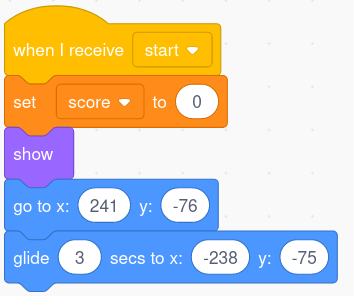 when I receive start
set score to 0
show
go to x: 241 y: -76
glide 3 secs to x: -238 y: -75